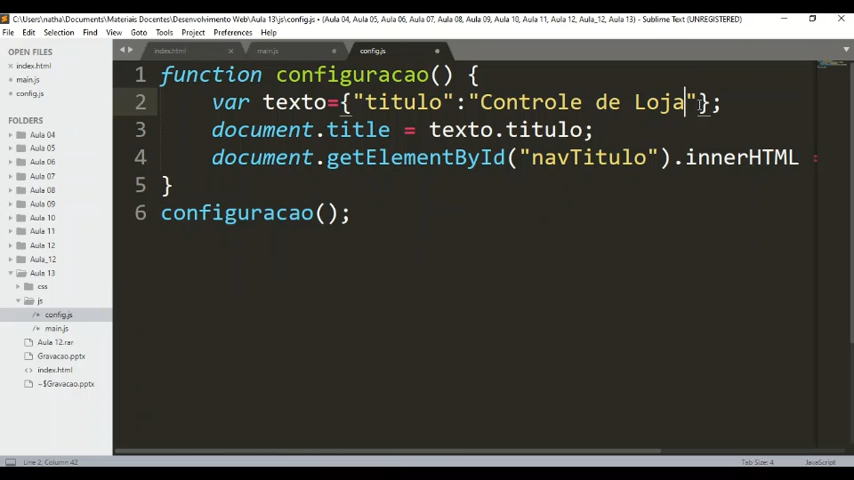 C:\Users\natha\Documents\Materiais Docentes\Desenvolvimento Web\Aula 13\js\config.js • (Aula 04, Aula 05, Aula 06, Aula 07, Aula 08, Aula 09, Aula 10, Aula 11, Aula 12, Aula_12, Aula 13) - Sublime Text (UNREGISTERED)
File Edit Selection Find View Goto Tools Project Preferences Help
OPEN FILES
index.html
main.js
config.js
FOLDERS
Aula 04
Aula 05
Aula 06
Aula 07
Aula 08
Aula 09
Aula 10
Aula 11
Aula 12
Aula_12
Aula 13
css
js
config.js
main.js
Aula 12.rar
Gravacao.pptx
index.html
~$Gravacao.pptx
index.html main.js config.js
1 function configuracao() {
2 var texto={"titulo":"Controle de Loja"};
3 document.title = texto.titulo;
4 document.getElementById("navTitulo").innerHTML =
5 }
6 configuracao();
Line 2, Column 42 Tab Size: 4 JavaScript